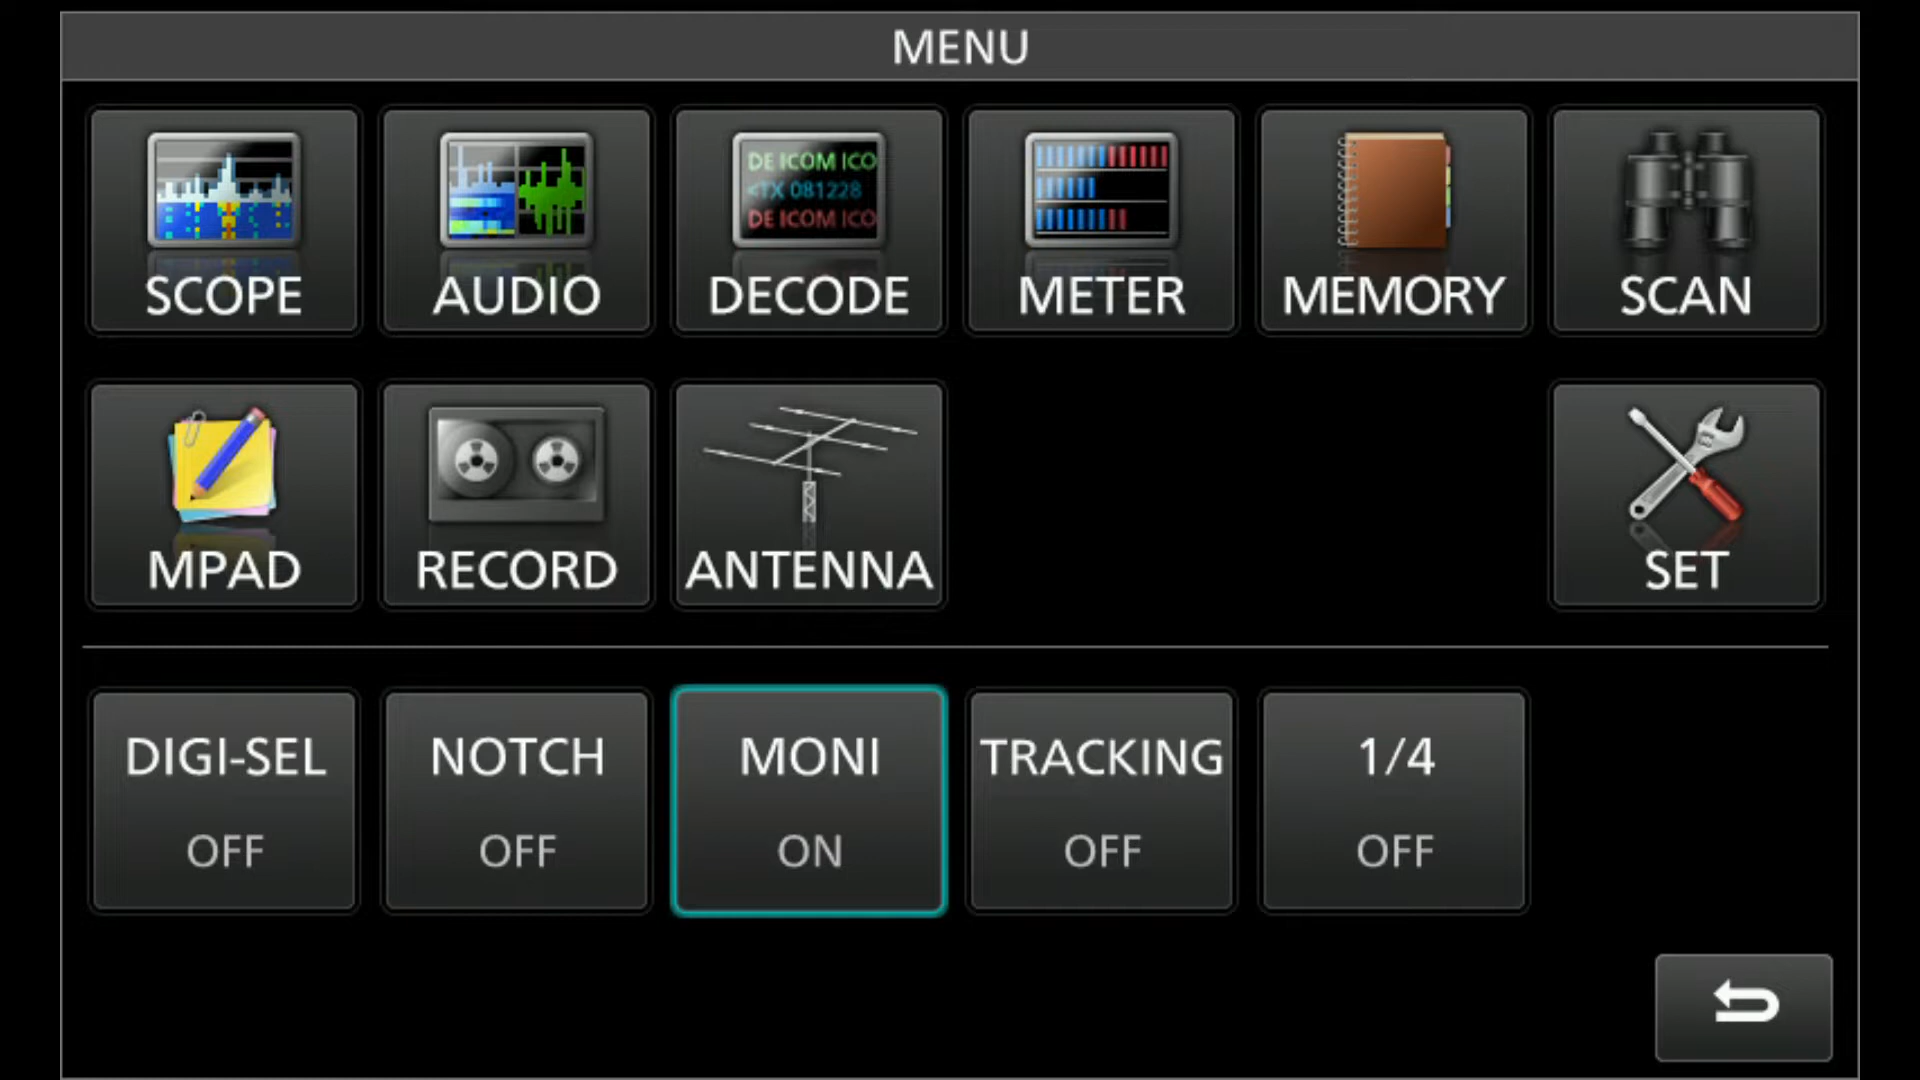 MENU
DE ICOM ICO
<TX 081228
DE ICOM ICO
SCOPE AUDIO DECODE METER MEMORY SCAN
MPAD RECORD ANTENNA SET
DIGI-SEL NOTCH MONI TRACKING 1/4
OFF OFF ON OFF OFF